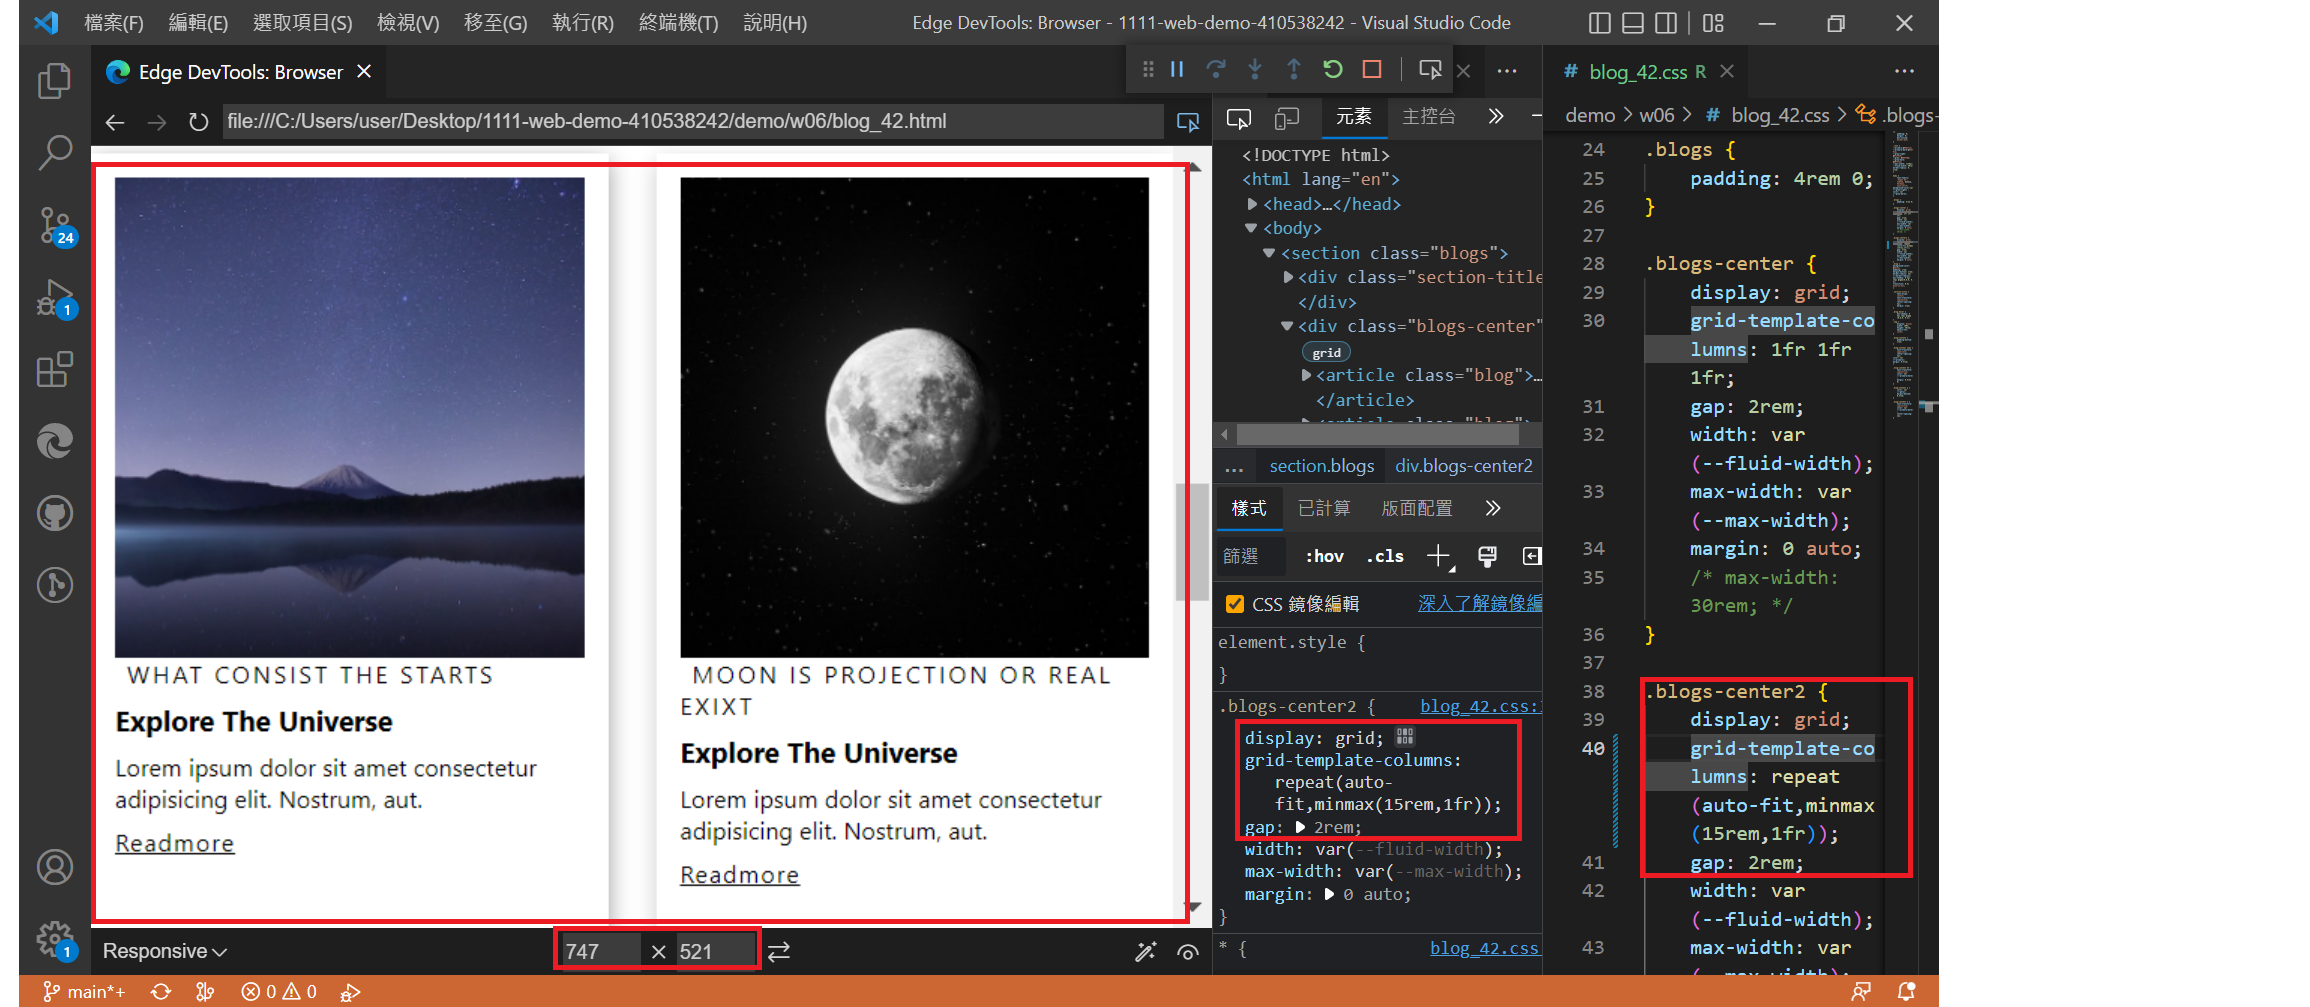 檔案(F) 編輯(E) 選取項目(S) 檢視(V) 移至(G) 執行(R) 終端機(T) 說明(H) Edge DevTools: Browser - 1111-web-demo-410538242 - Visual Studio Code
Edge DevTools: Browser
file:///C:/Users/user/Desktop/1111-web-demo-410538242/demo/w06/blog_42.html
24
1
1
WHAT CONSIST THE STARTS
Explore The Universe
Lorem ipsum dolor sit amet consectetur
adipisicing elit. Nostrum, aut.
Readmore
MOON IS PROJECTION OR REAL
EXIXT
Explore The Universe
Lorem ipsum dolor sit amet consectetur
adipisicing elit. Nostrum, aut.
Readmore
Responsive 747 × 521
元素 主控台
<!DOCTYPE html>
<html lang="en">
<head>…</head>
<body>
<section class="blogs">
<div class="section-title
</div>
<div class="blogs-center"
grid
<article class="blog">…
</article>
<article class="blog">
... section.blogs div.blogs-center2
樣式 已計算 版面配置
篩選 :hov .cls
CSS 鏡像編輯 深入了解鏡像編
element.style {
}
.blogs-center2 { blog_42.css:
display: grid;
grid-template-columns:
repeat(auto-
fit,minmax(15rem,1fr));
gap: 2rem;
width: var(--fluid-width);
max-width: var(--max-width);
margin: 0 auto;
}
* { blog_42.css
# blog_42.css R
demo > w06 > # blog_42.css > .blogs-
24 .blogs {
25 padding: 4rem 0;
26 }
27
28 .blogs-center {
29 display: grid;
30 grid-template-co
lumns: 1fr 1fr
1fr;
31 gap: 2rem;
32 width: var
(--fluid-width);
33 max-width: var
(--max-width);
34 margin: 0 auto;
35 /* max-width:
30rem; */
36 }
37
38 .blogs-center2 {
39 display: grid;
40 grid-template-co
lumns: repeat
(auto-fit,minmax
(15rem,1fr));
41 gap: 2rem;
42 width: var
(--fluid-width);
43 max-width: var
(--max-width);
main*+ 0 0